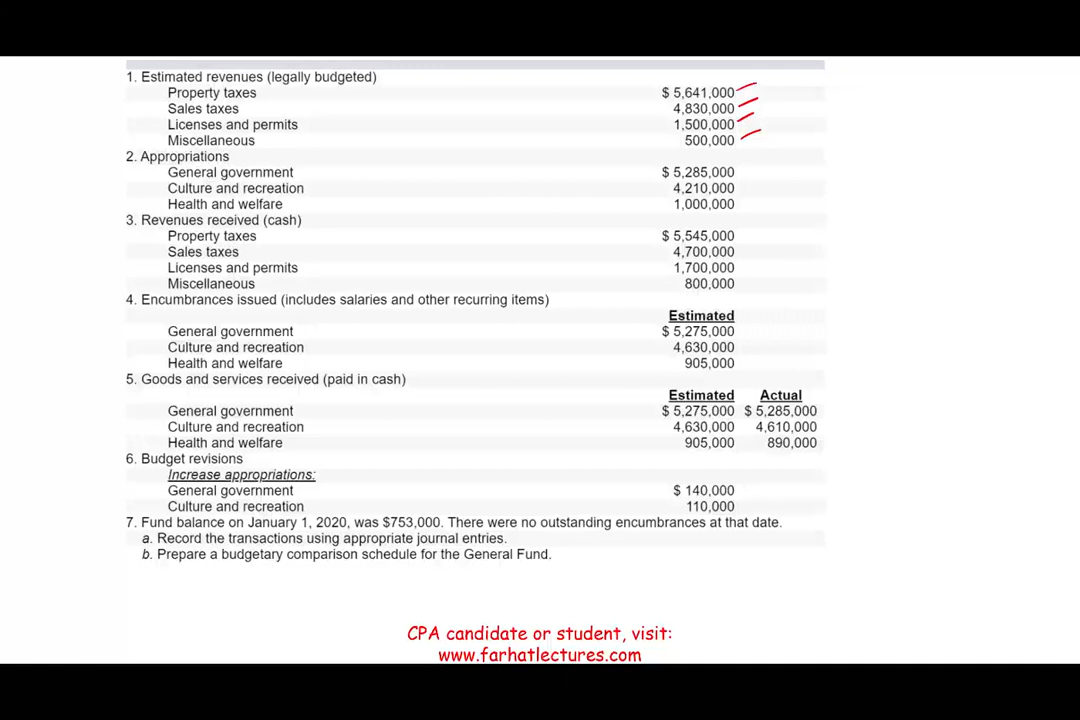 1. Estimated revenues (legally budgeted)
Property taxes $ 5,641,000
Sales taxes 4,830,000
Licenses and permits 1,500,000
Miscellaneous 500,000
2. Appropriations
General government $ 5,285,000
Culture and recreation 4,210,000
Health and welfare 1,000,000
3. Revenues received (cash)
Property taxes $ 5,545,000
Sales taxes 4,700,000
Licenses and permits 1,700,000
Miscellaneous 800,000
4. Encumbrances issued (includes salaries and other recurring items)
Estimated
General government $ 5,275,000
Culture and recreation 4,630,000
Health and welfare 905,000
5. Goods and services received (paid in cash)
Estimated Actual
General government $ 5,275,000 $ 5,285,000
Culture and recreation 4,630,000 4,610,000
Health and welfare 905,000 890,000
6. Budget revisions
Increase appropriations:
General government $ 140,000
Culture and recreation 110,000
7. Fund balance on January 1, 2020, was $753,000. There were no outstanding encumbrances at that date.
a. Record the transactions using appropriate journal entries.
b. Prepare a budgetary comparison schedule for the General Fund.
CPA candidate or student, visit:
www.farhatlectures.com